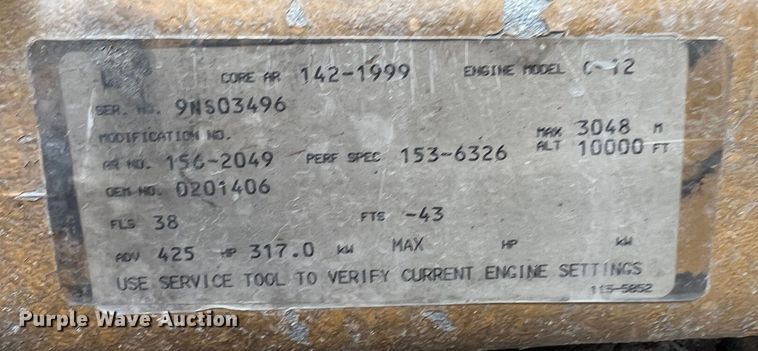 CORE AR 142-1999 ENGINE MODEL C-12
SER. NO. 9NS03496
MODIFICATION NO.
AR NO. 156-2049 PERF SPEC 153-6326 MAX ALT 3048 M 10000 FT
OEM NO. 0201406
FLS 38 FTS -43
ADV 425 HP 317.0 kW MAX HP kW
USE SERVICE TOOL TO VERIFY CURRENT ENGINE SETTINGS
115-5852
Purple Wave Auction